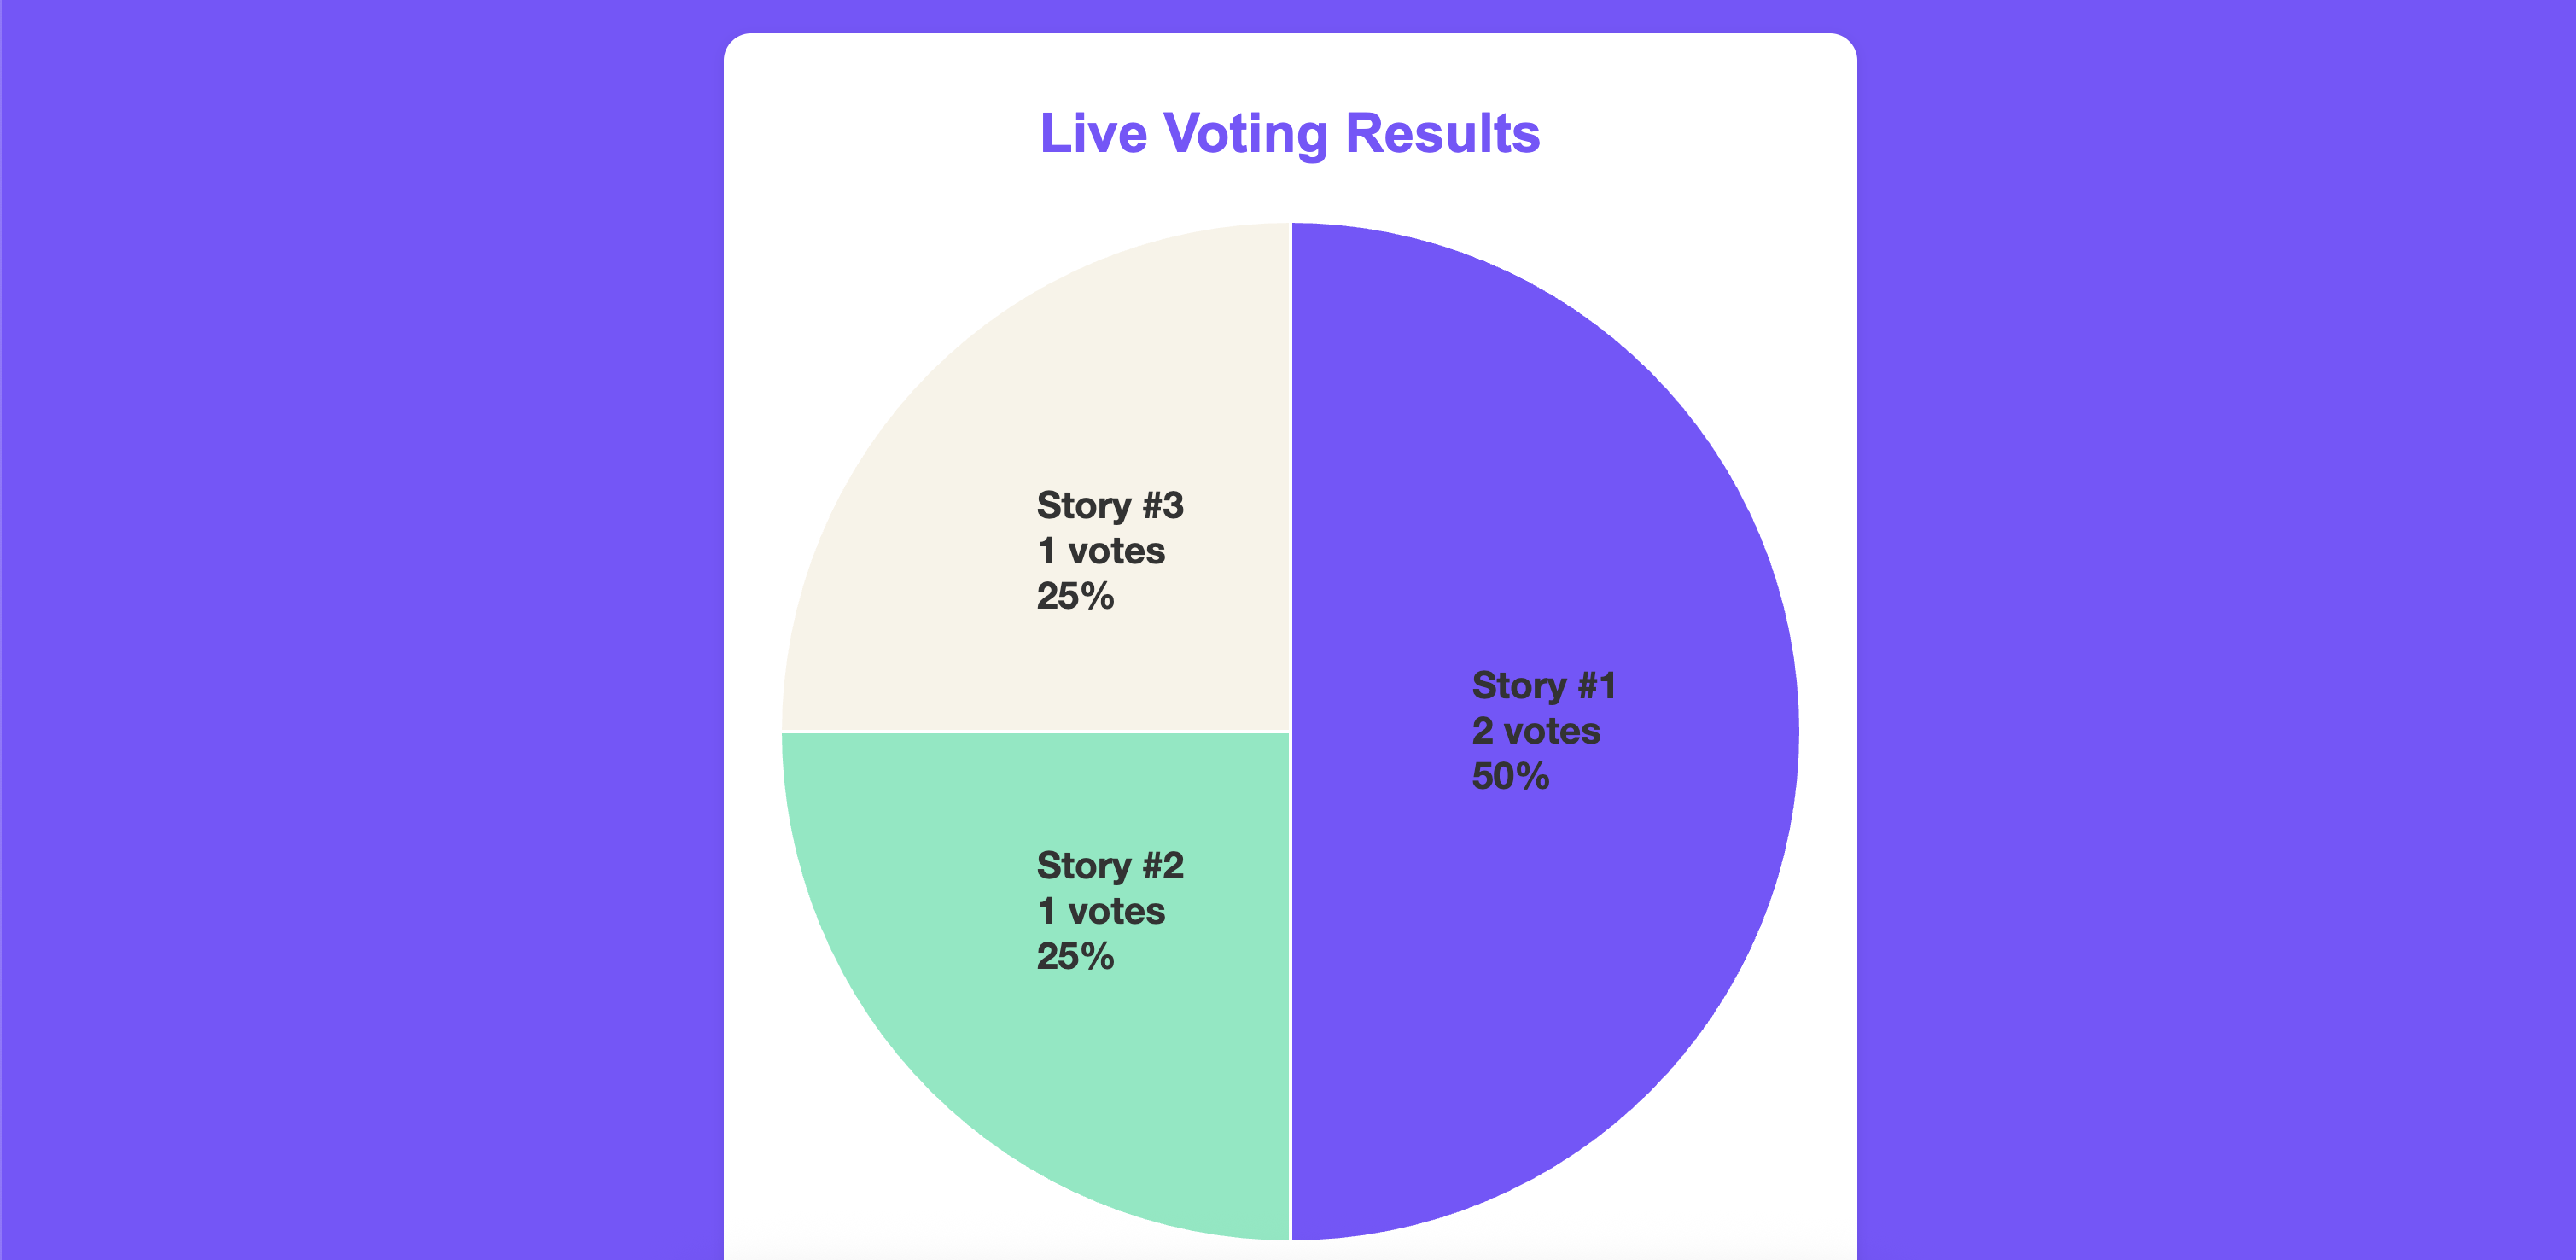 Live Voting Results
Story #3
1 votes
25%
Story #1
2 votes
50%
Story #2
1 votes
25%